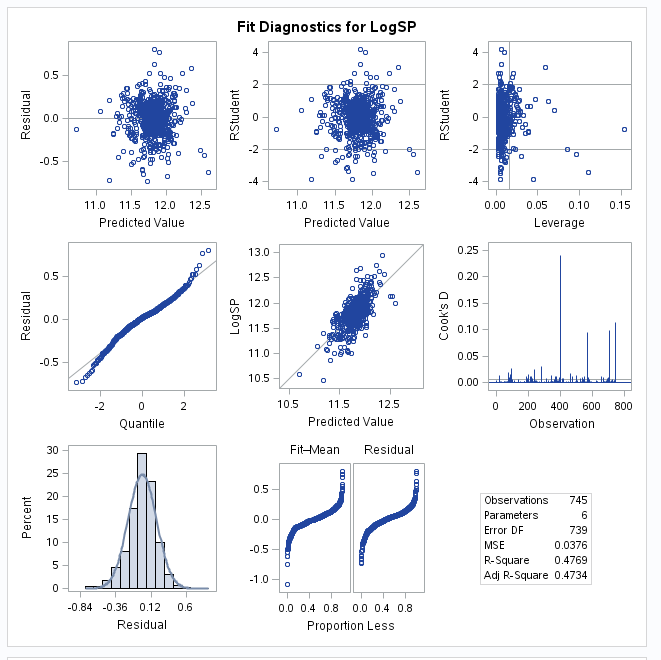 Fit Diagnostics for LogSP
0.5
0.0
-0.5
Residual
11.0 11.5 12.0 12.5
Predicted Value
4
2
0
-2
-4
RStudent
11.0 11.5 12.0 12.5
Predicted Value
4
2
0
-2
-4
RStudent
0.00 0.05 0.10 0.15
Leverage
0.5
0.0
-0.5
Residual
-2 0 2
Quantile
13.0
12.5
12.0
11.5
11.0
10.5
LogSP
10.5 11.5 12.5
Predicted Value
0.25
0.20
0.15
0.10
0.05
0.00
Cook's D
0 200 400 600 800
Observation
30
25
20
15
10
5
0
Percent
-0.84 -0.36 0.12 0.6
Residual
Fit–Mean Residual
0.5
0.0
-0.5
-1.0
0.0 0.4 0.8 0.0 0.4 0.8
Proportion Less
Observations 745
Parameters 6
Error DF 739
MSE 0.0376
R-Square 0.4769
Adj R-Square 0.4734